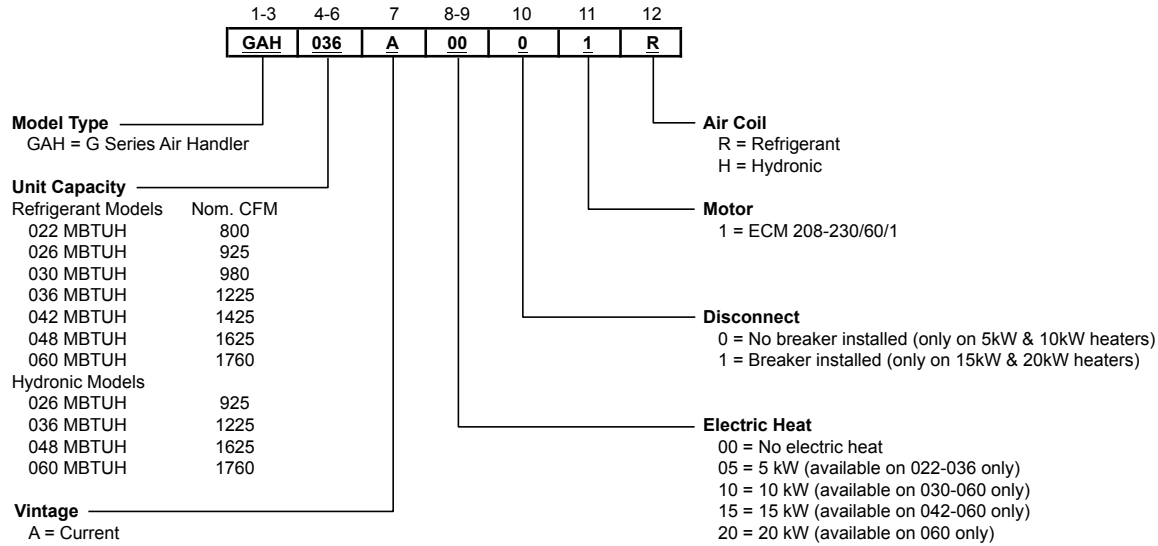 1-3 4-6 7 8-9 10 11 12
GAH 036 A 00 0 1 R
Model Type
GAH = G Series Air Handler
Unit Capacity
Refrigerant Models Nom. CFM
022 MBTUH 800
026 MBTUH 925
030 MBTUH 980
036 MBTUH 1225
042 MBTUH 1425
048 MBTUH 1625
060 MBTUH 1760
Hydronic Models
026 MBTUH 925
036 MBTUH 1225
048 MBTUH 1625
060 MBTUH 1760
Vintage
A = Current
Air Coil
R = Refrigerant
H = Hydronic
Motor
1 = ECM 208-230/60/1
Disconnect
0 = No breaker installed (only on 5kW & 10kW heaters)
1 = Breaker installed (only on 15kW & 20kW heaters)
Electric Heat
00 = No electric heat
05 = 5 kW (available on 022-036 only)
10 = 10 kW (available on 030-060 only)
15 = 15 kW (available on 042-060 only)
20 = 20 kW (available on 060 only)